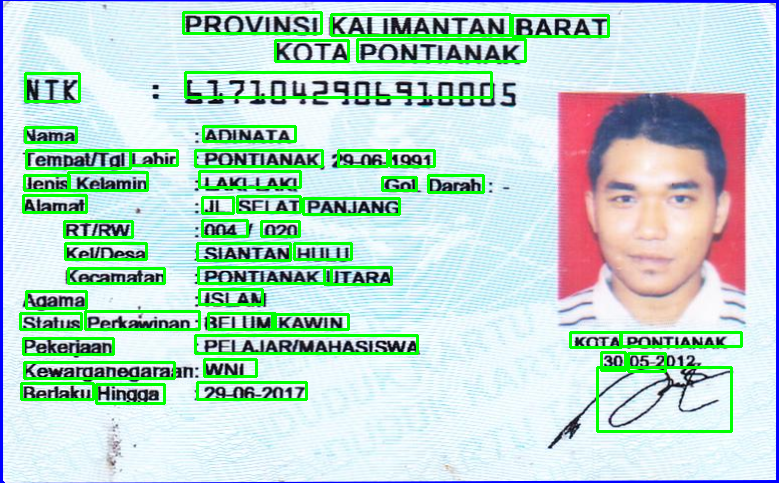 PROVINSI KALIMANTAN BARAT
KOTA PONTIANAK
NIK : 6171042906910005
Nama : ADINATA
Tempat/Tgl Lahir : PONTIANAK, 29-06-1991
Jenis Kelamin : LAKI-LAKI Gol. Darah : -
Alamat : JL. SELAT PANJANG
RT/RW : 004 / 020
Kel/Desa : SIANTAN HULU
Kecamatan : PONTIANAK UTARA
Agama : ISLAM
Status Perkawinan : BELUM KAWIN
Pekerjaan : PELAJAR/MAHASISWA
Kewarganegaraan: WNI
Berlaku Hingga : 29-06-2017
KOTA PONTIANAK
30-05-2012